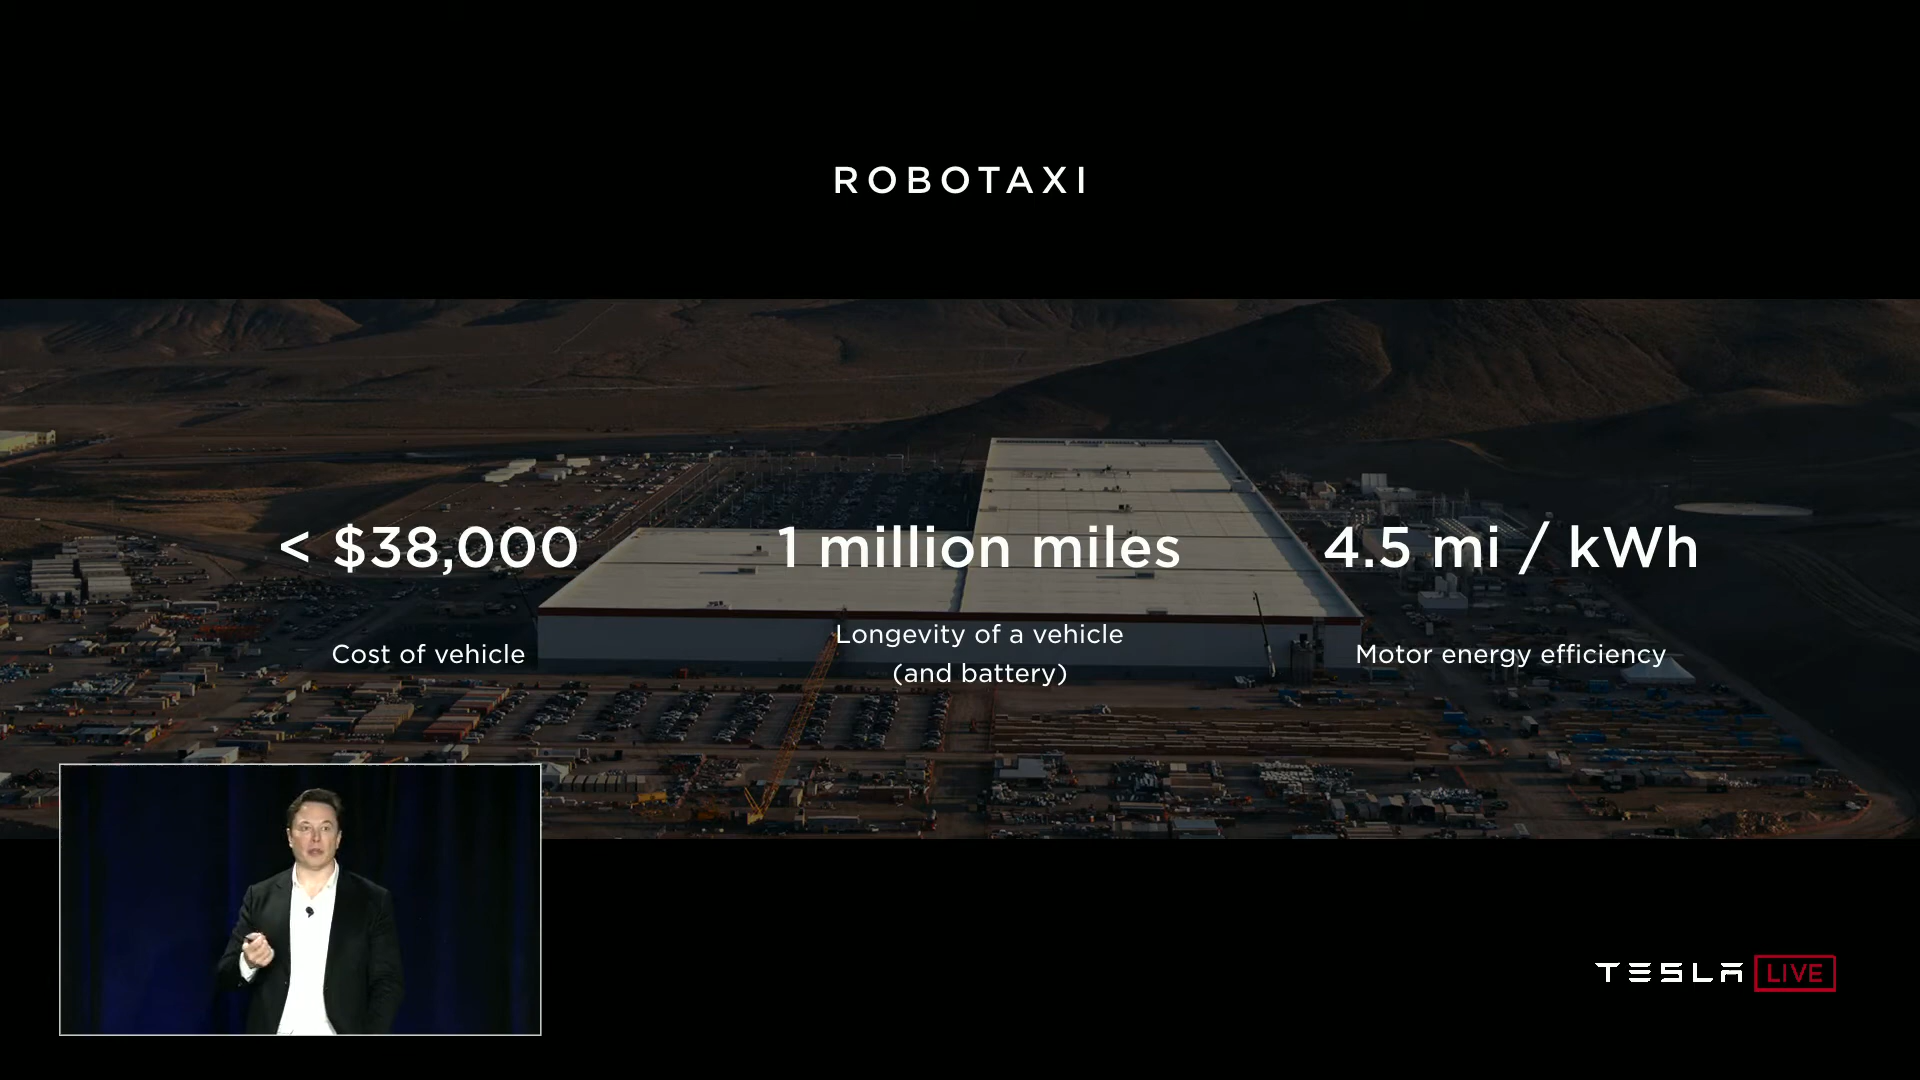 ROBOTAXI
< $38,000
Cost of vehicle
1 million miles
Longevity of a vehicle
(and battery)
4.5 mi / kWh
Motor energy efficiency
TESLA LIVE